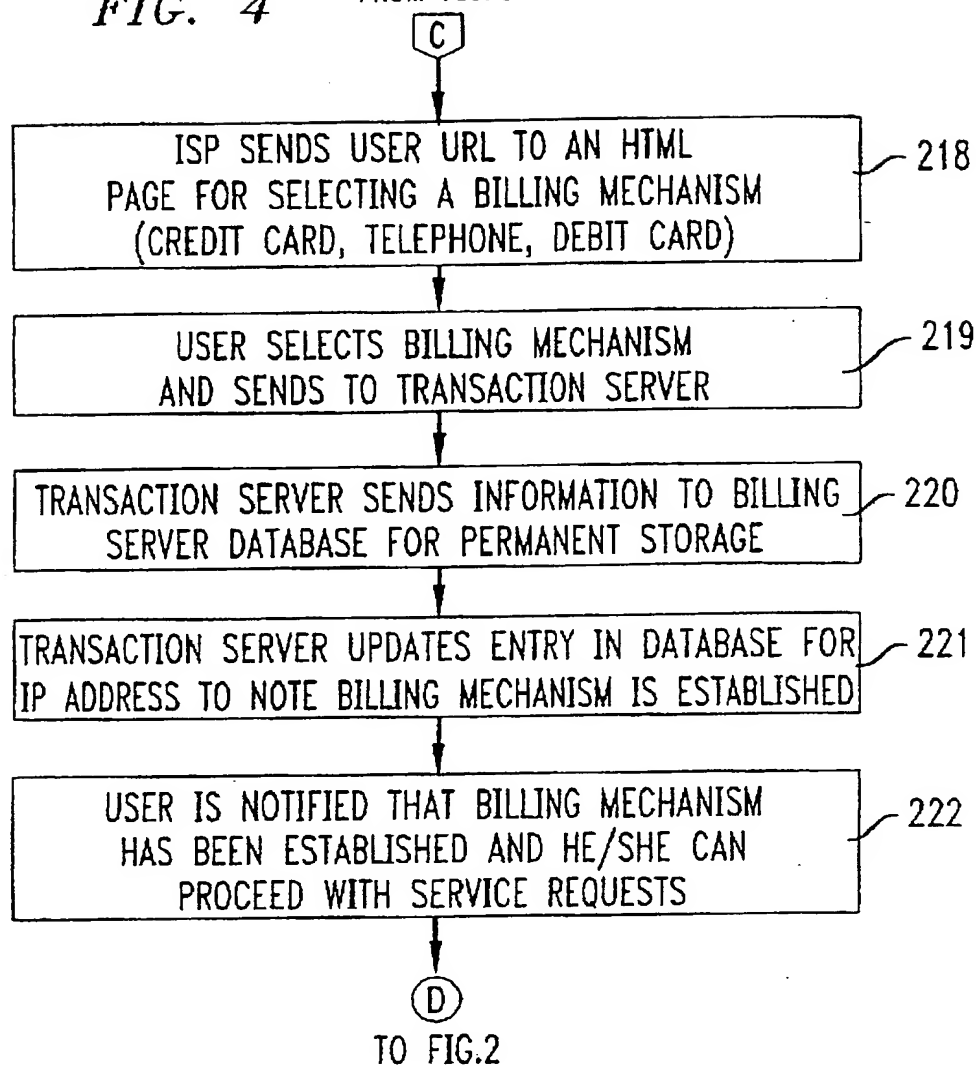 FIG. 4
C
ISP SENDS USER URL TO AN HTML
PAGE FOR SELECTING A BILLING MECHANISM
(CREDIT CARD, TELEPHONE, DEBIT CARD)
218
USER SELECTS BILLING MECHANISM
AND SENDS TO TRANSACTION SERVER
219
TRANSACTION SERVER SENDS INFORMATION TO BILLING
SERVER DATABASE FOR PERMANENT STORAGE
220
TRANSACTION SERVER UPDATES ENTRY IN DATABASE FOR
IP ADDRESS TO NOTE BILLING MECHANISM IS ESTABLISHED
221
USER IS NOTIFIED THAT BILLING MECHANISM
HAS BEEN ESTABLISHED AND HE/SHE CAN
PROCEED WITH SERVICE REQUESTS
222
D
TO FIG.2